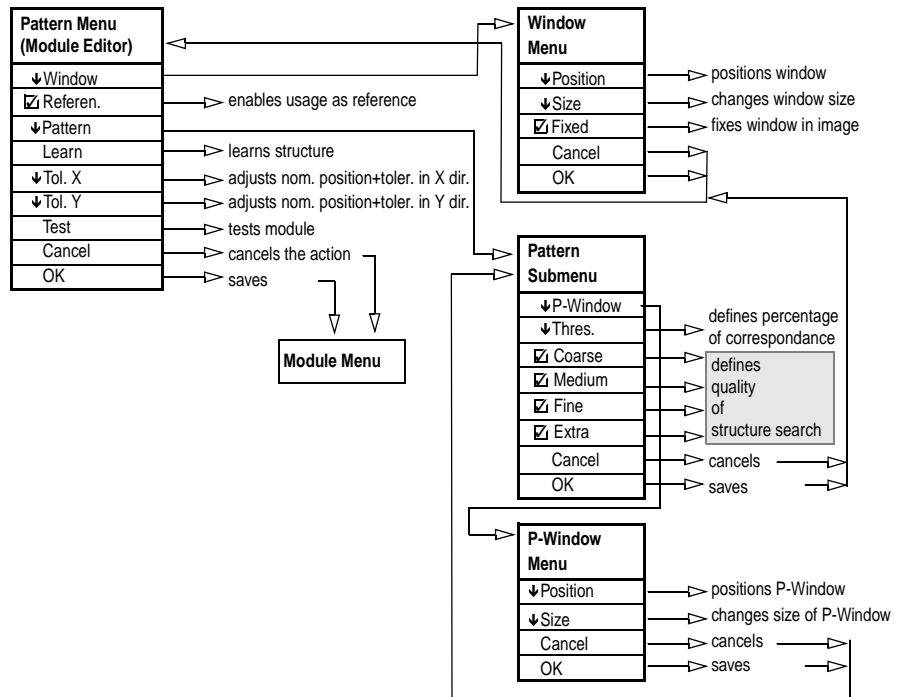 Pattern Menu
(Module Editor)
Window
Referen.
enables usage as reference
Pattern
Learn
learns structure
Tol. X
adjusts nom. position+toler. in X dir.
Tol. Y
adjusts nom. position+toler. in Y dir.
Test
tests module
Cancel
cancels the action
OK
saves
Module Menu
Window
Menu
Position
positions window
Size
changes window size
Fixed
fixes window in image
Cancel
OK
Pattern
Submenu
P-Window
Thres.
defines percentage
of correspondance
Coarse
Medium
Fine
Extra
defines
quality
of
structure search
Cancel
cancels
OK
saves
P-Window
Menu
Position
positions P-Window
Size
changes size of P-Window
Cancel
cancels
OK
saves